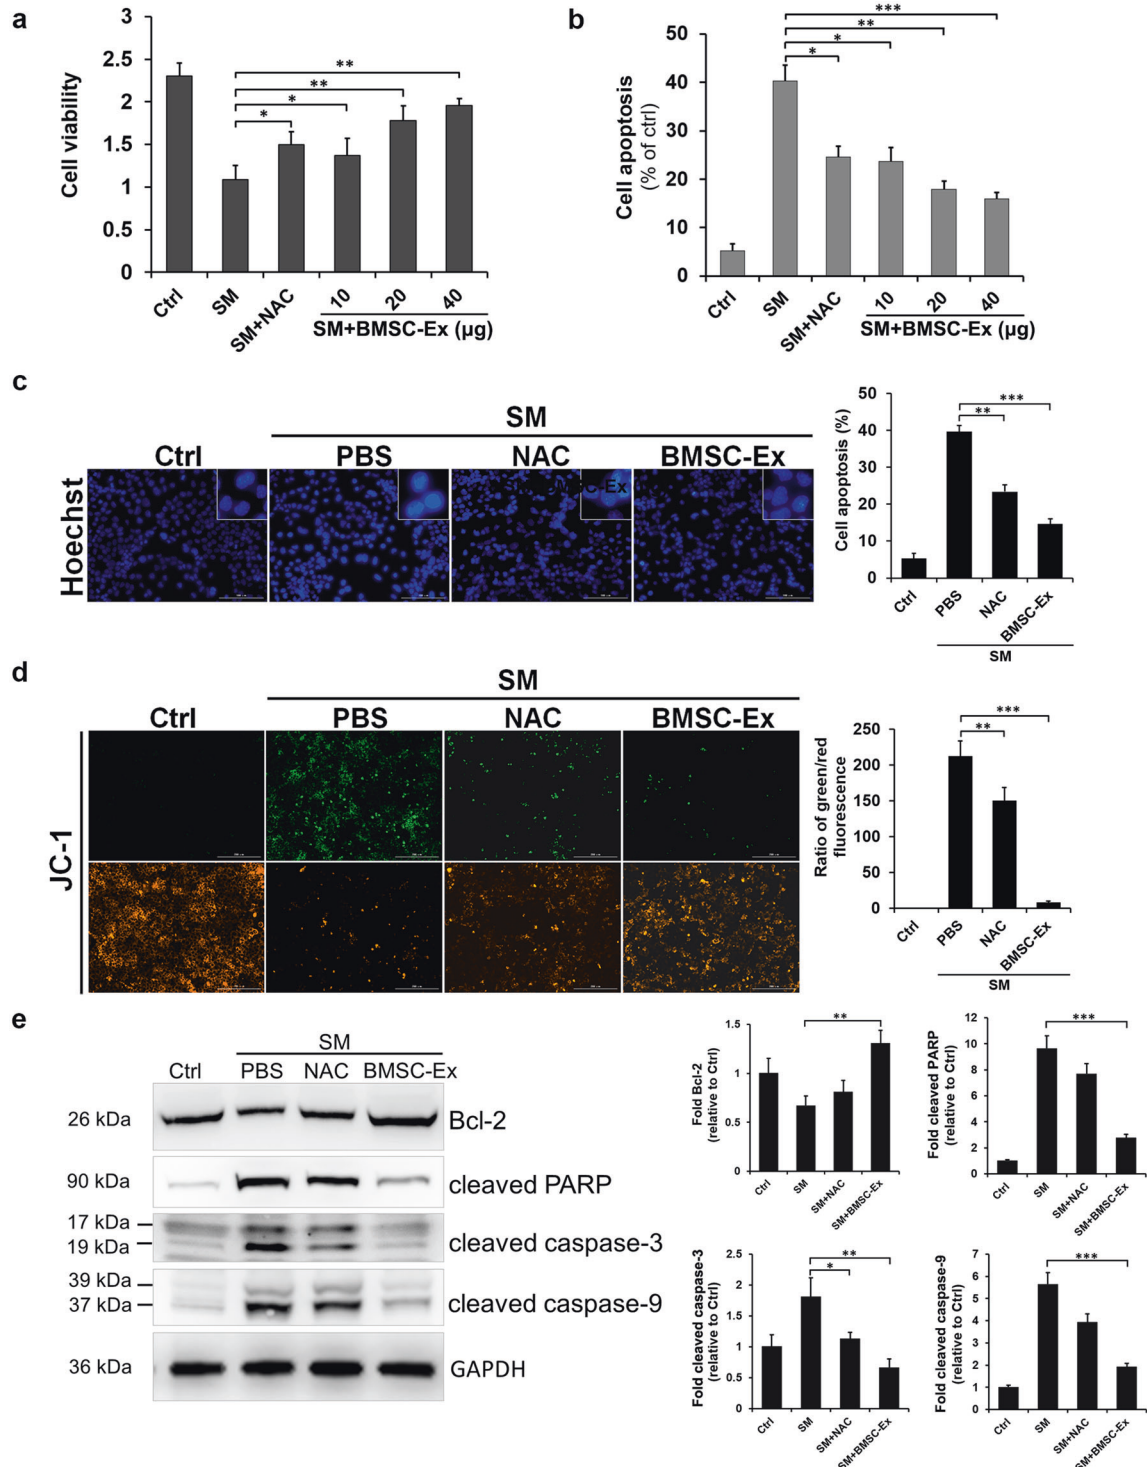 a
Cell viability
3
2.5
2
1.5
1
0.5
0
** ** * *
Ctrl
SM
SM+NAC
10
20
40
SM+BMSC-Ex (µg)
b
Cell apoptosis
(% of ctrl)
50
40
30
20
10
0
***
**
*
*
Ctrl
SM
SM+NAC
10
20
40
SM+BMSC-Ex (µg)
c
SM
Ctrl PBS NAC BMSC-Ex
Hoechst
Cell apoptosis (%)
50
40
30
20
10
0
***
**
Ctrl
PBS
NAC
BMSC-Ex
SM
d
SM
Ctrl PBS NAC BMSC-Ex
JC-1
Ratio of green/red
fluorescence
250
200
150
100
50
0
***
**
Ctrl
PBS
NAC
BMSC-Ex
SM
e
SM
Ctrl PBS NAC BMSC-Ex
26 kDa Bcl-2
90 kDa cleaved PARP
17 kDa
19 kDa cleaved caspase-3
39 kDa
37 kDa cleaved caspase-9
36 kDa GAPDH
Fold Bcl-2
(relative to Ctrl)
1.5
1
0.5
0
**
Ctrl
SM
SM+NAC
SM+BMSC-Ex
Fold cleaved PARP
(relative to Ctrl)
12
10
8
6
4
2
0
***
Ctrl
SM
SM+NAC
SM+BMSC-Ex
Fold cleaved caspase-3
(relative to Ctrl)
2.5
2
1.5
1
0.5
0
**
*
Ctrl
SM
SM+NAC
SM+BMSC-Ex
Fold cleaved caspase-9
(relative to Ctrl)
7
6
5
4
3
2
1
0
***
Ctrl
SM
SM+NAC
SM+BMSC-Ex